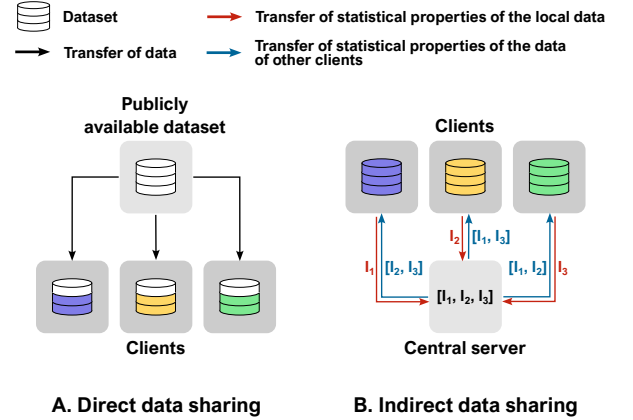 Dataset
Transfer of statistical properties of the local data
Transfer of data
Transfer of statistical properties of the data
of other clients
Publicly
available dataset
Clients
A. Direct data sharing
Clients
I₂ [I₁, I₃]
I₁ [I₂, I₃]
[I₁, I₂] I₃
[I₁, I₂, I₃]
Central server
B. Indirect data sharing